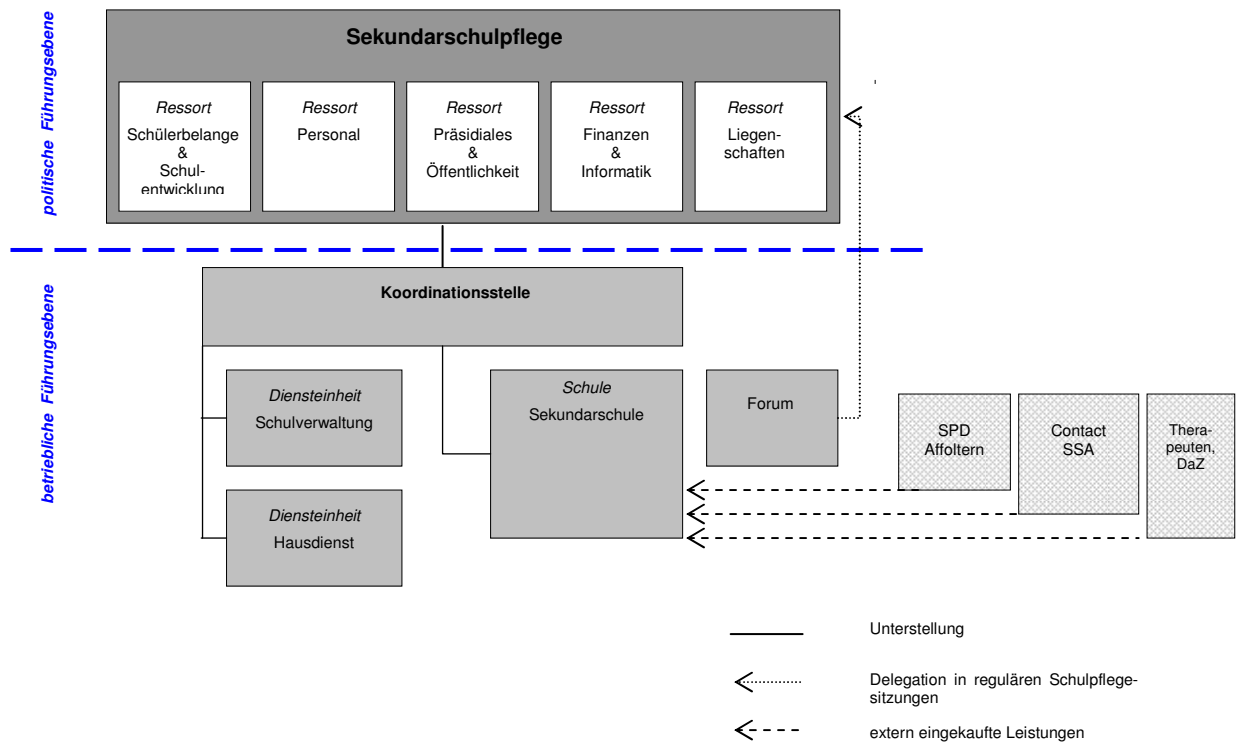 politische Führungsebene
Sekundarschulpflege
Ressort
Schülerbelange
&
Schul-
entwicklung
Ressort
Personal
Ressort
Präsidiales
&
Öffentlichkeit
Ressort
Finanzen
&
Informatik
Ressort
Liegen-
schaften
betriebliche Führungsebene
Koordinationsstelle
Diensteinheit
Schulverwaltung
Diensteinheit
Hausdienst
Schule
Sekundarschule
Forum
SPD
Affoltern
Contact
SSA
Thera-
peuten,
DaZ
Unterstellung
Delegation in regulären Schulpflege-
sitzungen
extern eingekaufte Leistungen